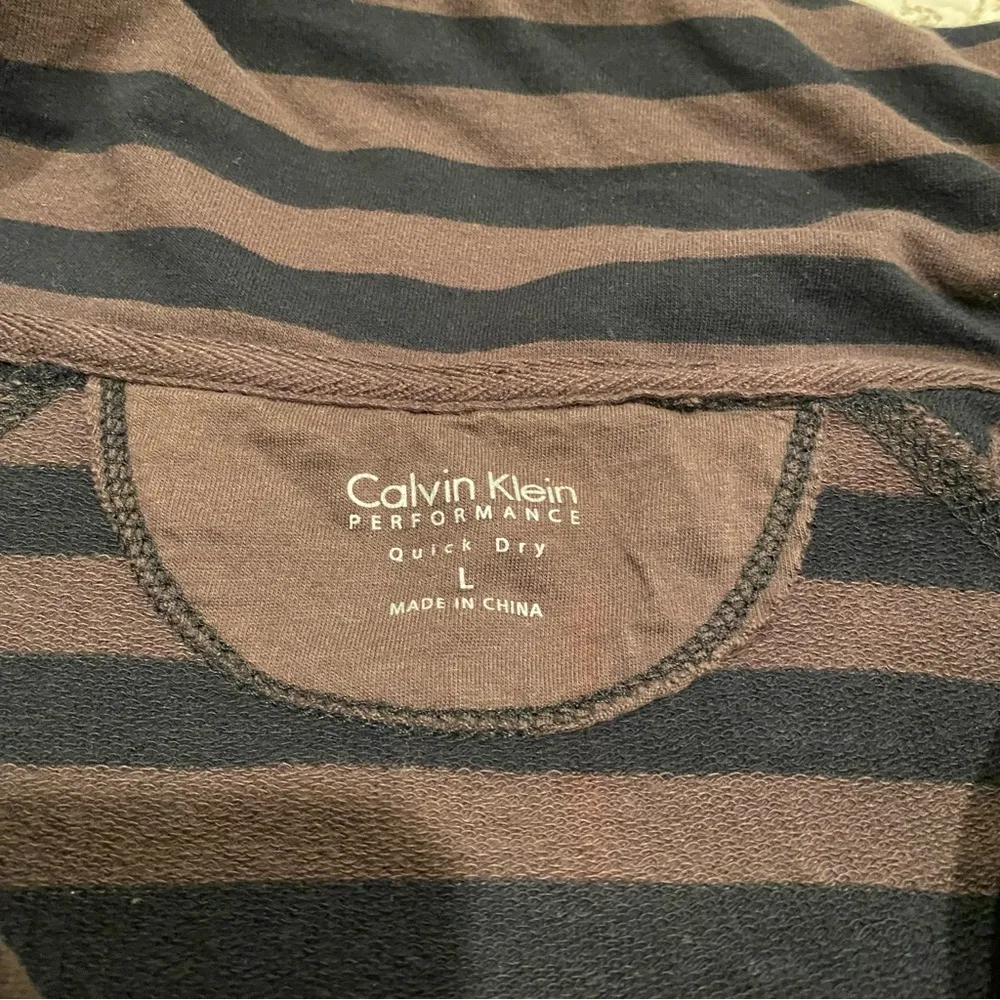 Calvin Klein
PERFORMANCE
Quick Dry
L
MADE IN CHINA